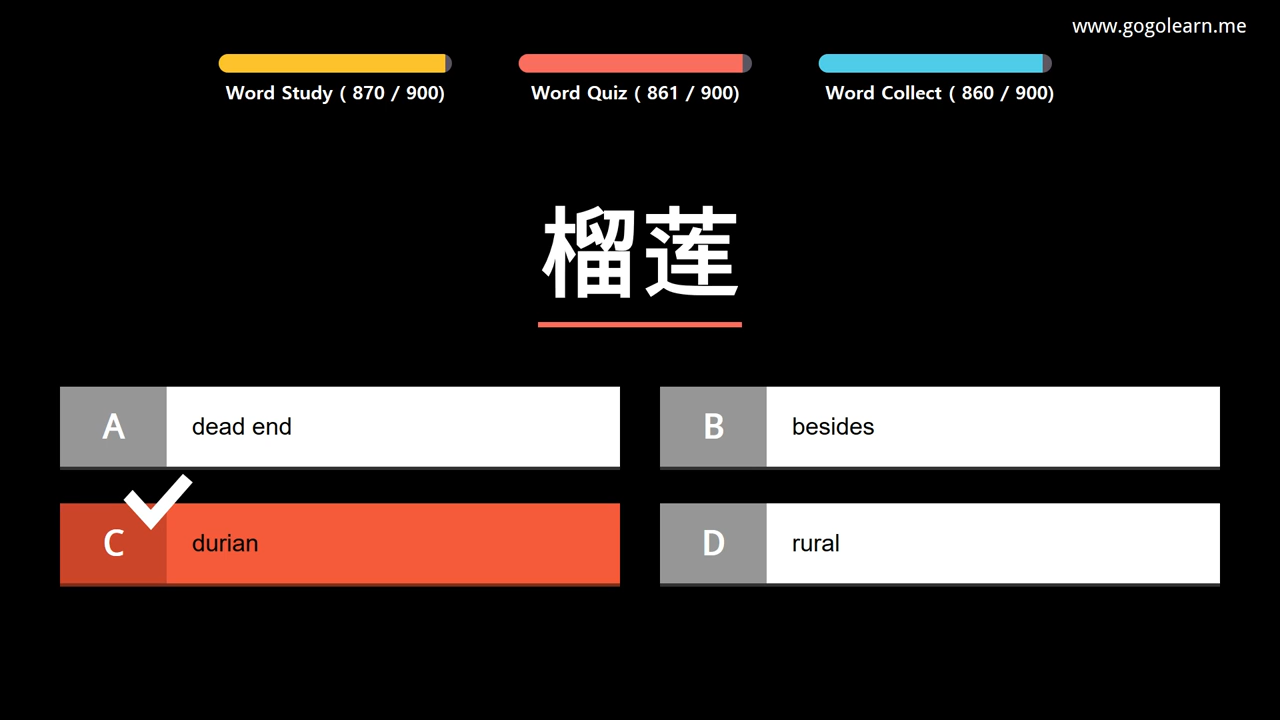 www.gogolearn.me
Word Study ( 870 / 900)
Word Quiz ( 861 / 900)
Word Collect ( 860 / 900)
榴莲
A dead end
B besides
C durian
D rural